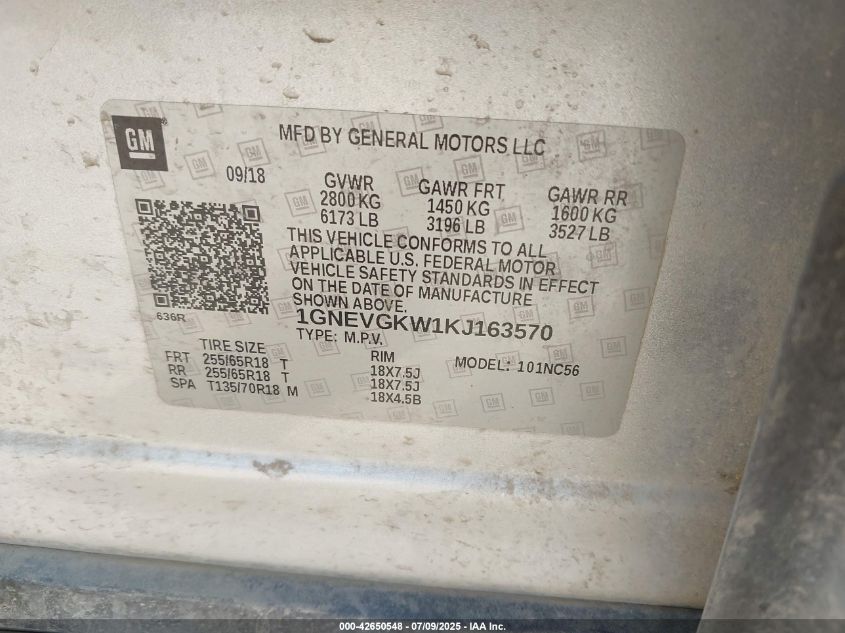 GM
MFD BY GENERAL MOTORS LLC
09/18
GVWR GAWR FRT GAWR RR
2800 KG 1450 KG 1600 KG
6173 LB 3196 LB 3527 LB
THIS VEHICLE CONFORMS TO ALL
APPLICABLE U.S. FEDERAL MOTOR
VEHICLE SAFETY STANDARDS IN EFFECT
ON THE DATE OF MANUFACTURE
SHOWN ABOVE.
636R
1GNEVGKW1KJ163570
TYPE: M.P.V.
TIRE SIZE RIM MODEL: 101NC56
FRT 255/65R18 T 18X7.5J
RR 255/65R18 T 18X7.5J
SPA T135/70R18 M 18X4.5B
000-42650548 - 07/09/2025 - IAA Inc.